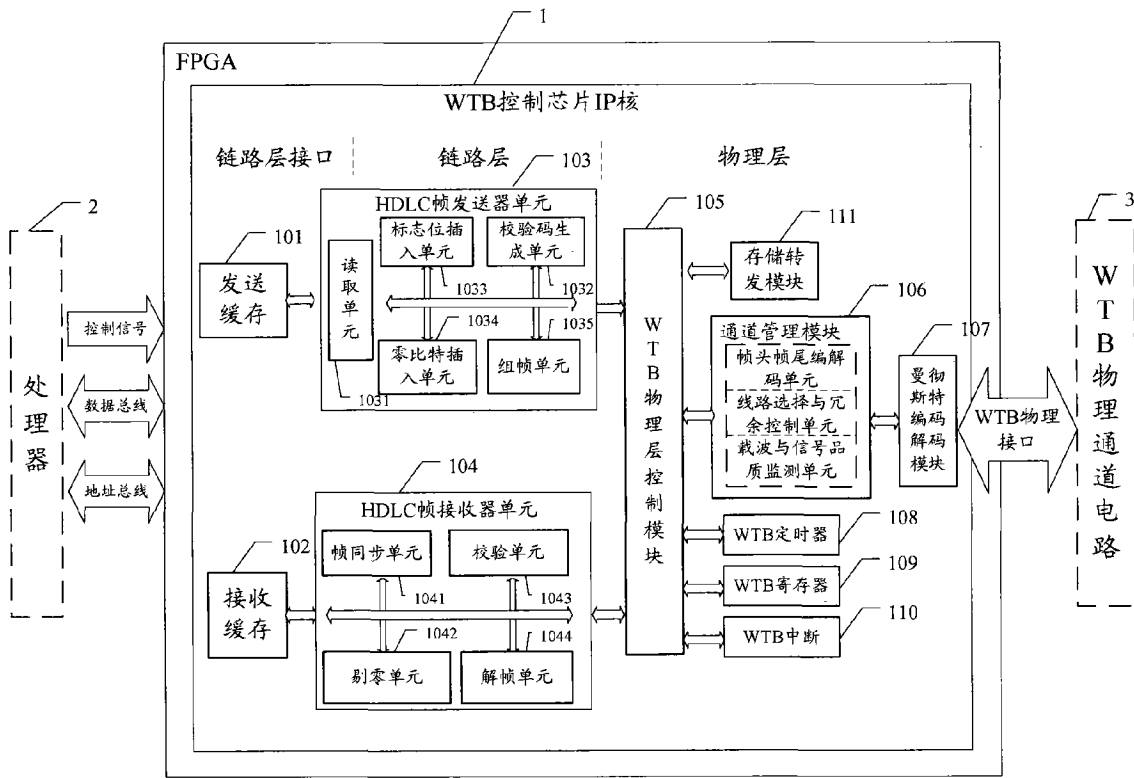 1
FPGA
WTB控制芯片IP核
链路层接口
链路层
物理层
2
处理器
控制信号
数据总线
地址总线
101
发送
缓存
103
HDLC帧发送器单元
读取单元
1031
标志位插
入单元
1033
校验码生
成单元
1032
零比特插
入单元
1034
组帧单元
1035
102
接收
缓存
104
HDLC帧接收器单元
帧同步单元
1041
校验单元
1043
剔零单元
1042
解帧单元
1044
105
WTB物理层控制模块
111
存储转
发模块
106
通道管理模块
帧头帧尾编解
码单元
线路选择与冗
余控制单元
载波与信号品
质监测单元
107
曼彻
斯特
编码
解码
模块
WTB物理
接口
WTB定时器
108
WTB寄存器
109
WTB中断
110
3
WTB物理通道电路